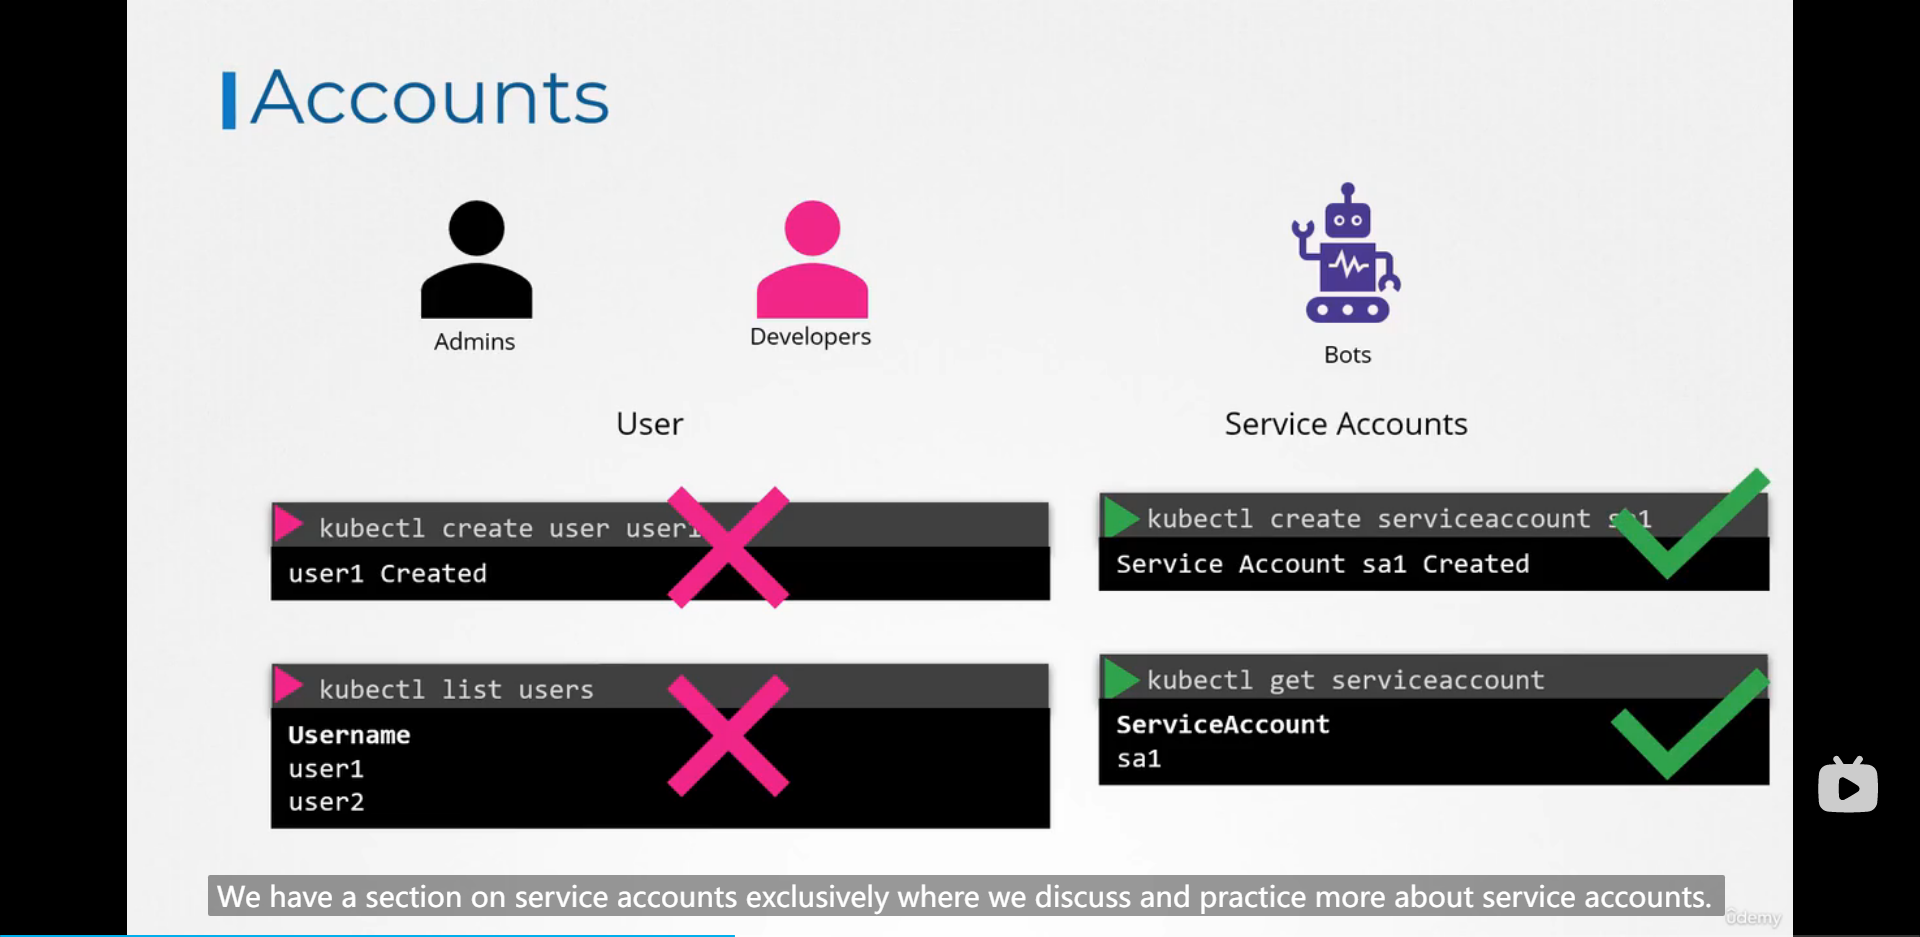 Accounts
Admins
Developers
Bots
User
Service Accounts
kubectl create user user1
user1 Created
kubectl create serviceaccount sa1
Service Account sa1 Created
kubectl list users
Username
user1
user2
kubectl get serviceaccount
ServiceAccount
sa1
We have a section on service accounts exclusively where we discuss and practice more about service accounts.
ûdemy